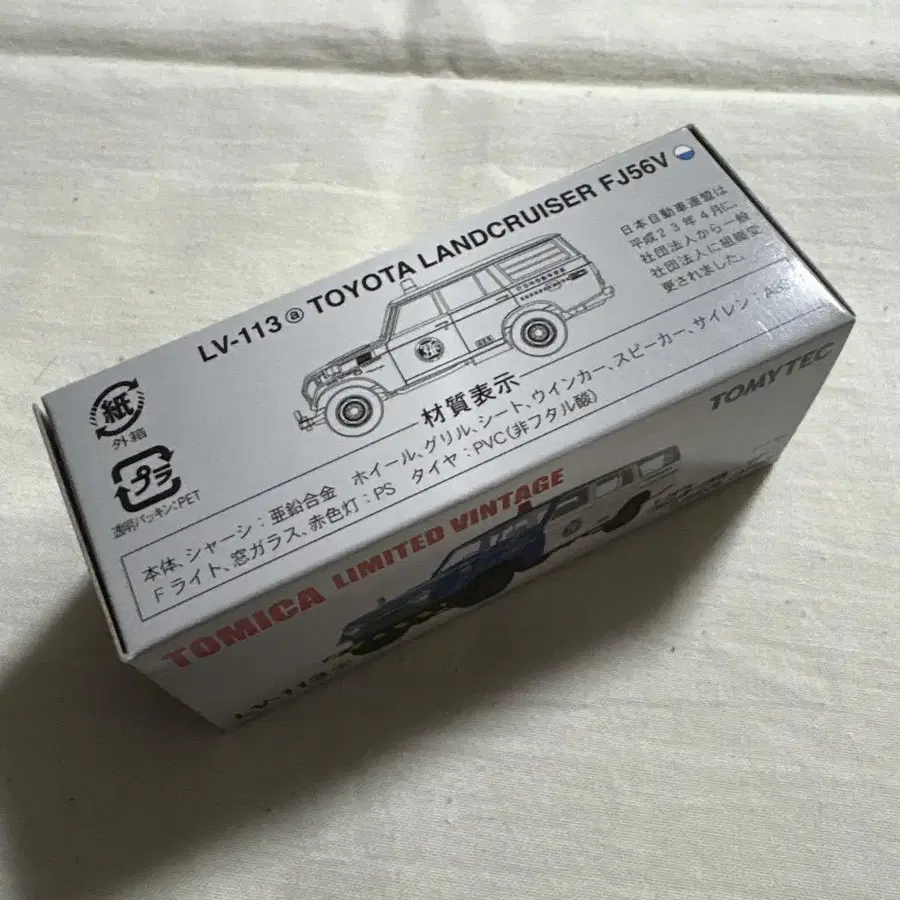 LV-113 ⓐ TOYOTA LANDCRUISER FJ56V
日本自動車連盟は
平成23年4月に、
社団法人から一般
社団法人に組織変
更されました。
紙
外箱
プラ
透明パッキン:PET
材質表示
本体、シャーシ:亜鉛合金 ホイール、グリル、シート、ウインカー、スピーカー、サイレン:ABS
Fライト、窓ガラス、赤色灯:PS タイヤ:PVC(非フタル酸)
TOMYTEC
TOMICA LIMITED VINTAGE
LV-113 ⓐ